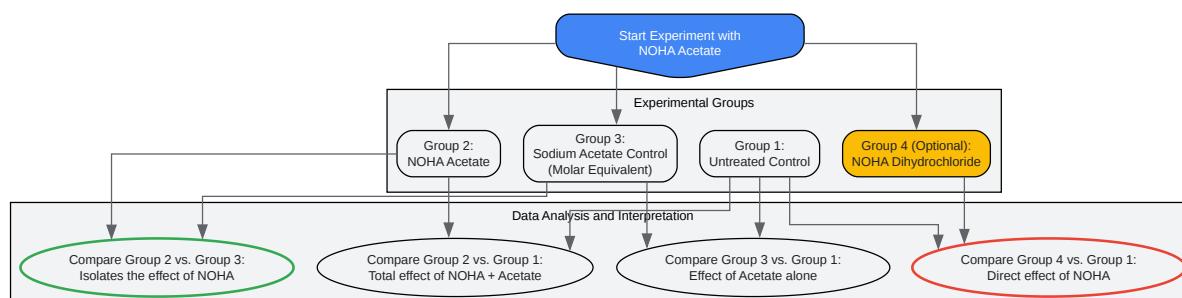 Start Experiment with
NOHA Acetate
Experimental Groups
Group 2:
NOHA Acetate
Group 3:
Sodium Acetate Control
(Molar Equivalent)
Group 1:
Untreated Control
Group 4 (Optional):
NOHA Dihydrochloride
Data Analysis and Interpretation
Compare Group 2 vs. Group 3:
Isolates the effect of NOHA
Compare Group 2 vs. Group 1:
Total effect of NOHA + Acetate
Compare Group 3 vs. Group 1:
Effect of Acetate alone
Compare Group 4 vs. Group 1:
Direct effect of NOHA